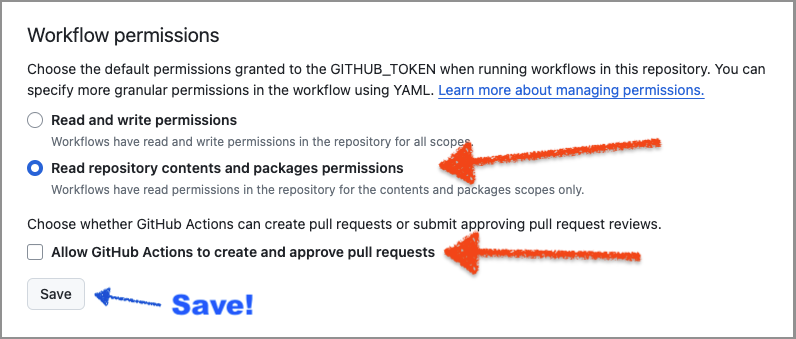 Workflow permissions
Choose the default permissions granted to the GITHUB_TOKEN when running workflows in this repository. You can
specify more granular permissions in the workflow using YAML. Learn more about managing permissions.
Read and write permissions
Workflows have read and write permissions in the repository for all scopes.
Read repository contents and packages permissions
Workflows have read permissions in the repository for the contents and packages scopes only.
Choose whether GitHub Actions can create pull requests or submit approving pull request reviews.
Allow GitHub Actions to create and approve pull requests
Save Save!